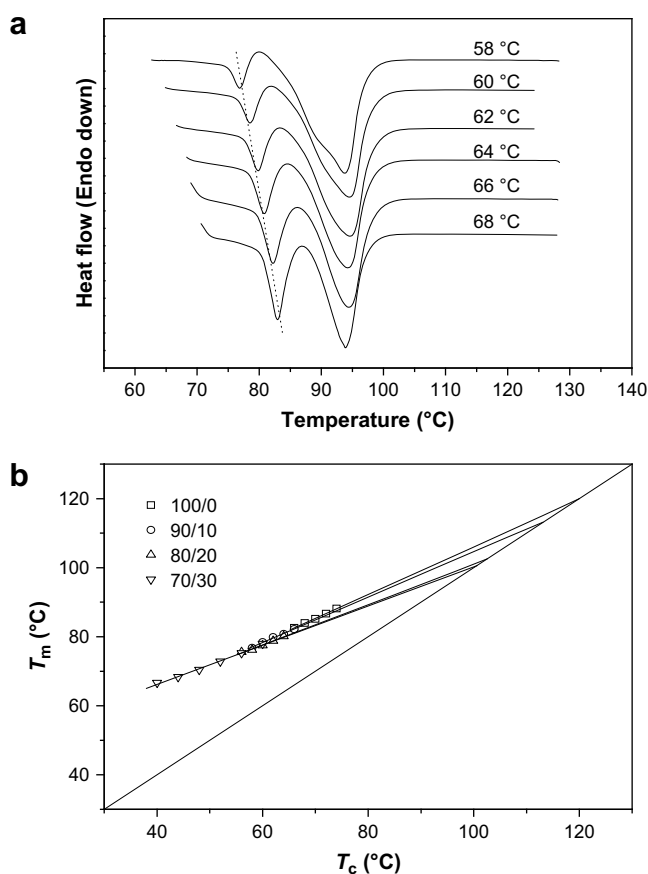 a
Heat flow (Endo down)
58 °C
60 °C
62 °C
64 °C
66 °C
68 °C
60 70 80 90 100 110 120 130 140
Temperature (°C)
b
100/0
90/10
80/20
70/30
120
100
80
60
40
Tm (°C)
40 60 80 100 120
Tc (°C)